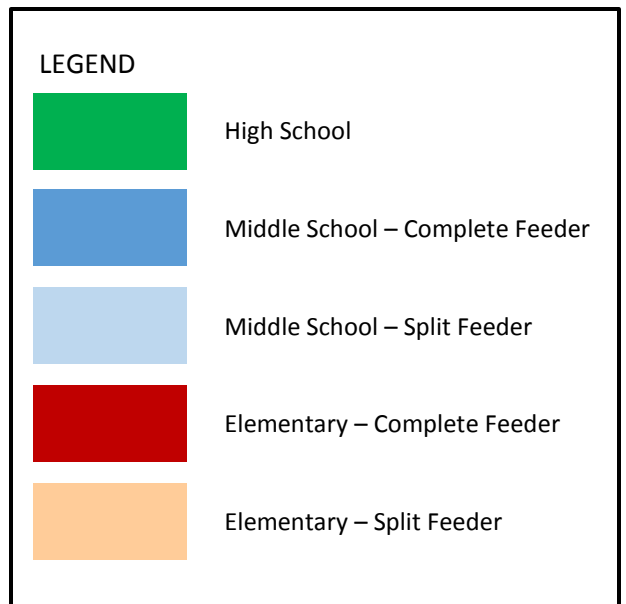 LEGEND
High School
Middle School – Complete Feeder
Middle School – Split Feeder
Elementary – Complete Feeder
Elementary – Split Feeder